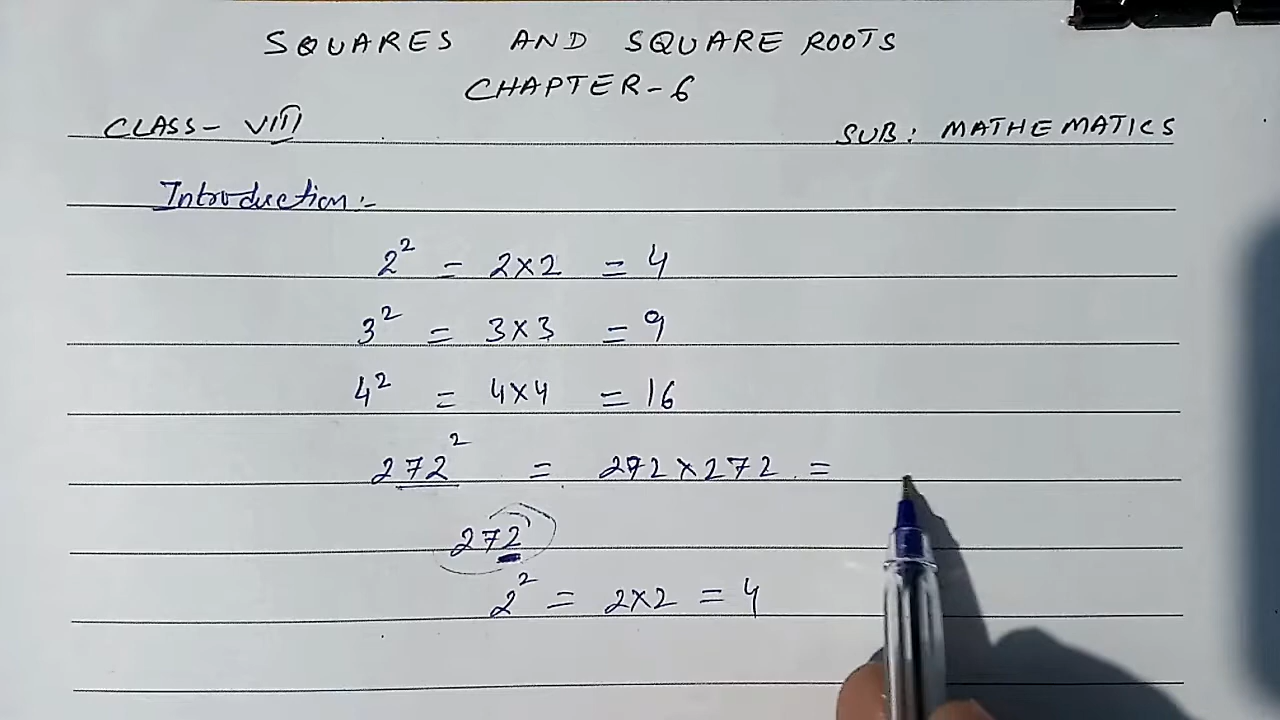 SQUARES AND SQUARE ROOTS
CHAPTER-6
CLASS- VIII SUB: MATHEMATICS
Introduction:-
2² = 2×2 = 4
3² = 3×3 = 9
4² = 4×4 = 16
272² = 272×272 =
272
2² = 2×2 = 4